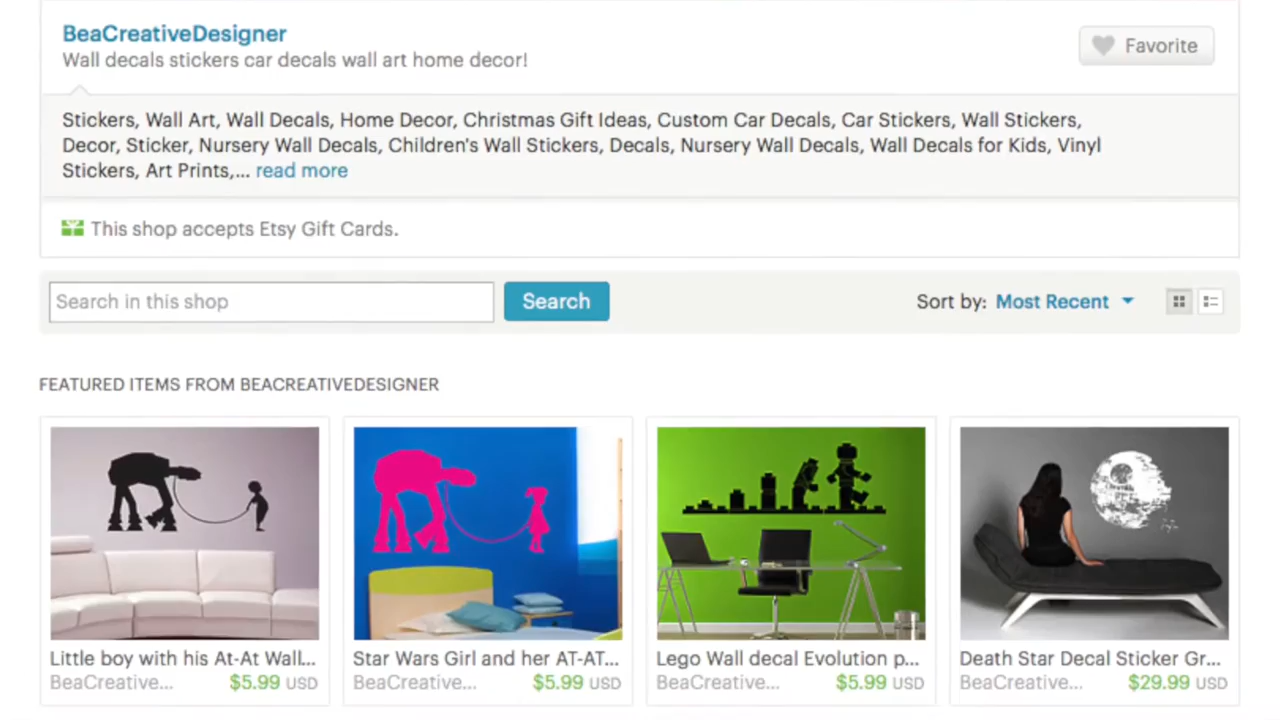 BeaCreativeDesigner
Favorite
Wall decals stickers car decals wall art home decor!
Stickers, Wall Art, Wall Decals, Home Decor, Christmas Gift Ideas, Custom Car Decals, Car Stickers, Wall Stickers,
Decor, Sticker, Nursery Wall Decals, Children's Wall Stickers, Decals, Nursery Wall Decals, Wall Decals for Kids, Vinyl
Stickers, Art Prints,... read more
This shop accepts Etsy Gift Cards.
Search in this shop
Search
Sort by: Most Recent
FEATURED ITEMS FROM BEACREATIVEDESIGNER
Little boy with his At-At Wall...
BeaCreative... $5.99 USD
Star Wars Girl and her AT-AT...
BeaCreative... $5.99 USD
Lego Wall decal Evolution p...
BeaCreative... $5.99 USD
Death Star Decal Sticker Gr...
BeaCreative... $29.99 USD